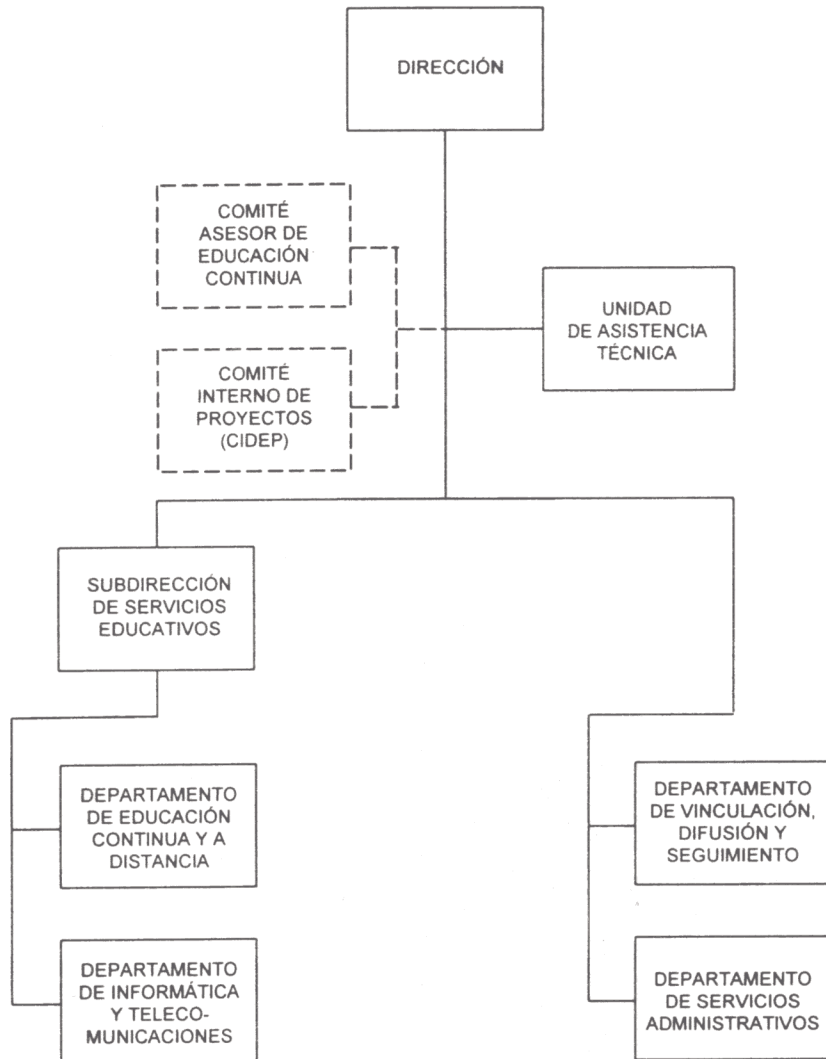 DIRECCIÓN
COMITÉ
ASESOR DE
EDUCACIÓN
CONTINUA
UNIDAD
DE ASISTENCIA
TÉCNICA
COMITÉ
INTERNO DE
PROYECTOS
(CIDEP)
SUBDIRECCIÓN
DE SERVICIOS
EDUCATIVOS
DEPARTAMENTO
DE EDUCACIÓN
CONTINUA Y A
DISTANCIA
DEPARTAMENTO
DE VINCULACIÓN,
DIFUSIÓN Y
SEGUIMIENTO
DEPARTAMENTO
DE INFORMÁTICA
Y TELECO-
MUNICACIONES
DEPARTAMENTO
DE SERVICIOS
ADMINISTRATIVOS